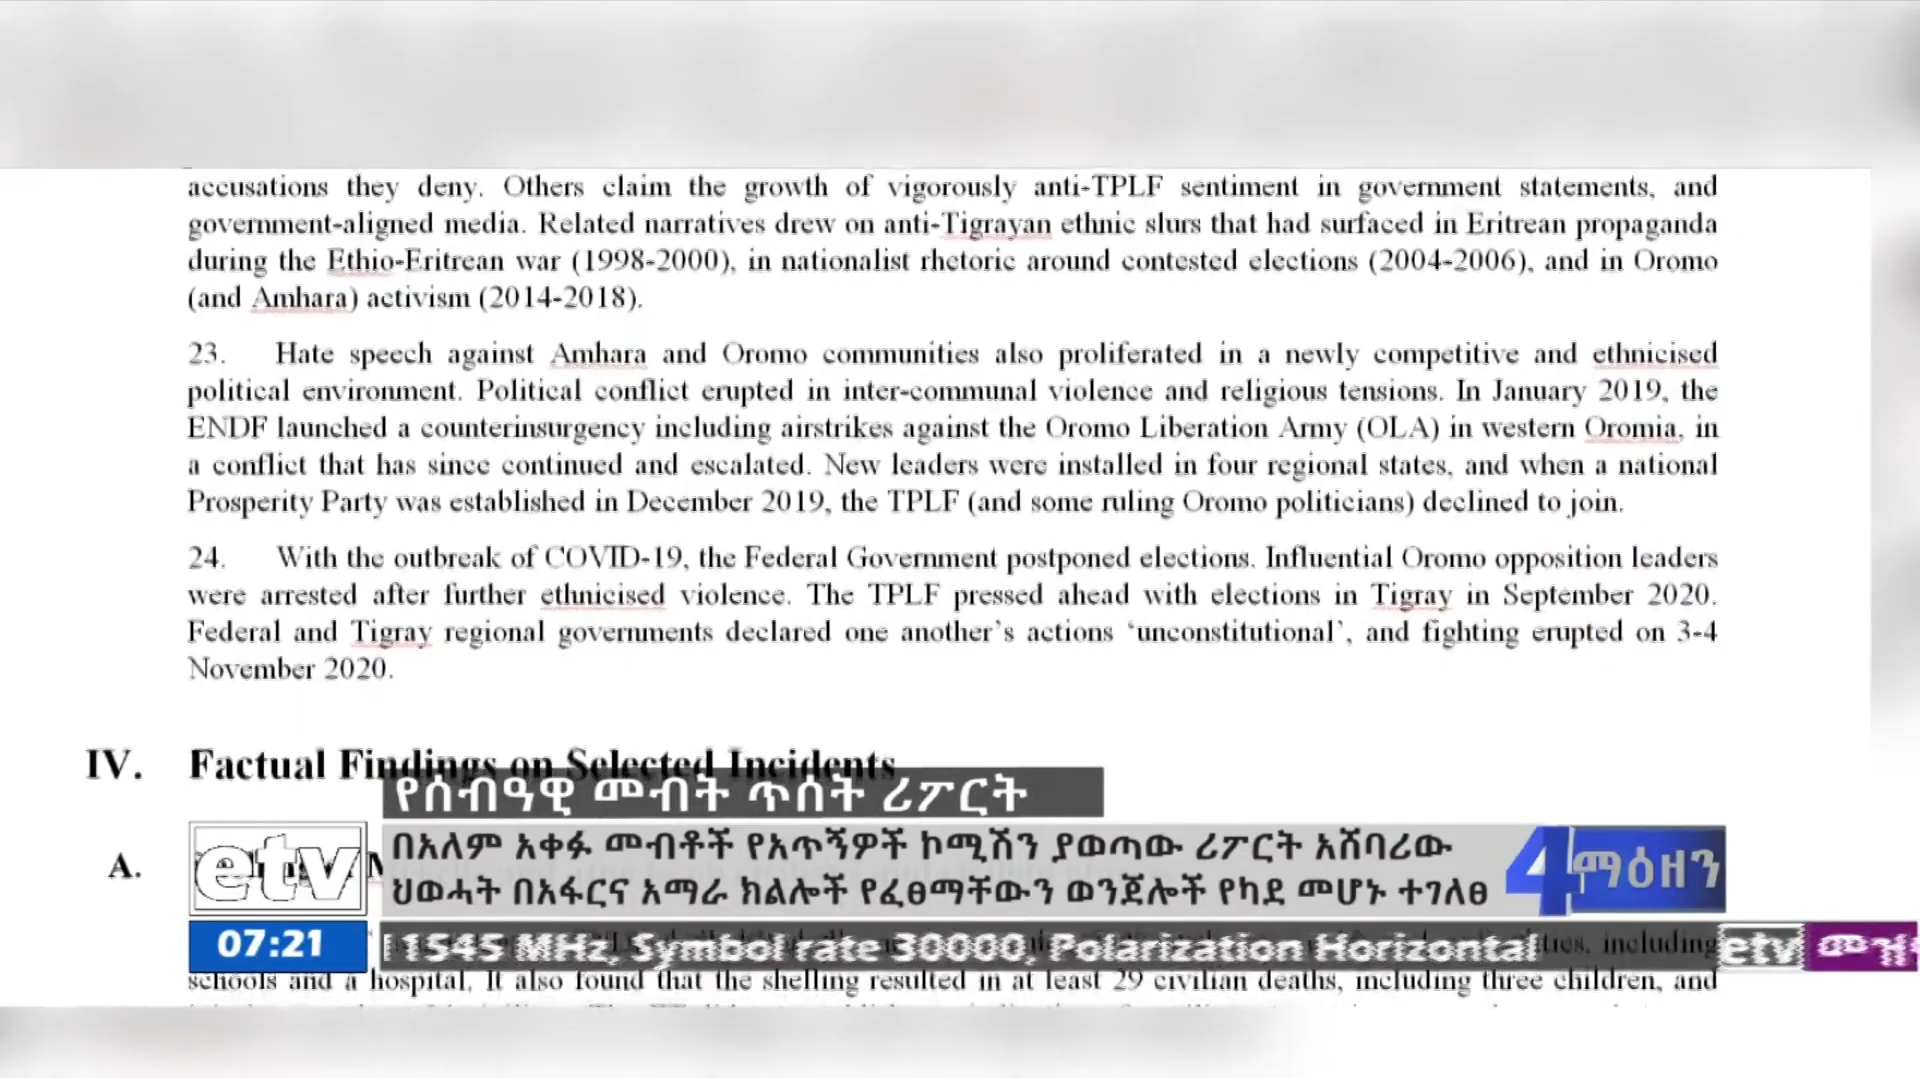 accusations they deny. Others claim the growth of vigorously anti-TPLF sentiment in government statements, and
government-aligned media. Related narratives drew on anti-Tigrayan ethnic slurs that had surfaced in Eritrean propaganda
during the Ethio-Eritrean war (1998-2000), in nationalist rhetoric around contested elections (2004-2006), and in Oromo
(and Amhara) activism (2014-2018).
23. Hate speech against Amhara and Oromo communities also proliferated in a newly competitive and ethnicised
political environment. Political conflict erupted in inter-communal violence and religious tensions. In January 2019, the
ENDF launched a counterinsurgency including airstrikes against the Oromo Liberation Army (OLA) in western Oromia, in
a conflict that has since continued and escalated. New leaders were installed in four regional states, and when a national
Prosperity Party was established in December 2019, the TPLF (and some ruling Oromo politicians) declined to join.
24. With the outbreak of COVID-19, the Federal Government postponed elections. Influential Oromo opposition leaders
were arrested after further ethnicised violence. The TPLF pressed ahead with elections in Tigray in September 2020.
Federal and Tigray regional governments declared one another's actions ‘unconstitutional’, and fighting erupted on 3-4
November 2020.
IV. Factual Findings on Selected Incidents
የሰብዓዊ መብት ጥሰት ሪፖርት
A.
etv
በአለም አቀፉ መብቶች የአጥኝዎች ኮሚሽን ያወጣው ሪፖርት አሸባሪው
ህወሓት በአፋርና አማራ ክልሎች የፈፀማቸውን ወንጀሎች የካደ መሆኑ ተገለፀ
4 ማዕዘን
07:21
11545 MHz, Symbol rate 30000, Polarization Horizontal
including
etv
schools and a hospital. It also found that the shelling resulted in at least 29 civilian deaths, including three children, and